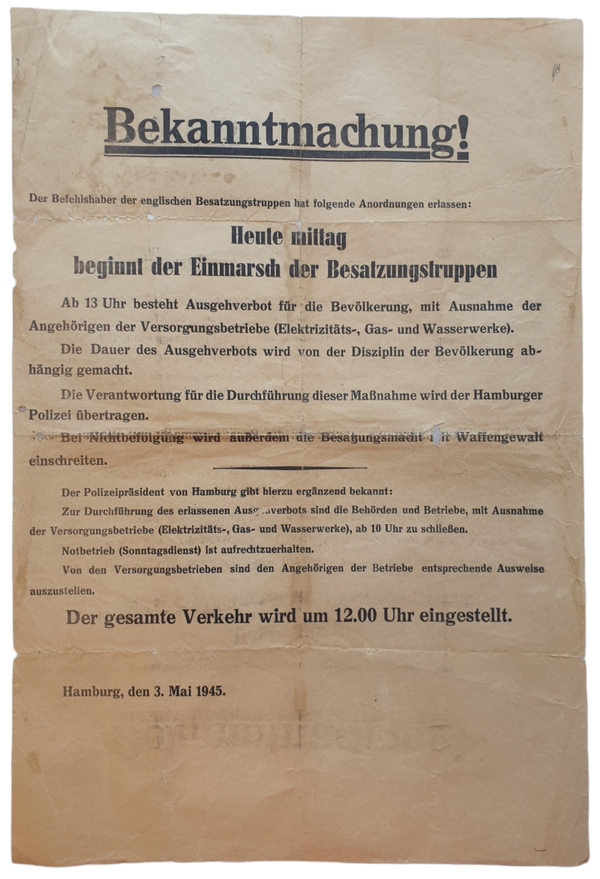 Bekanntmachung!
Der Befehlshaber der englischen Besatzungstruppen hat folgende Anordnungen erlassen:
Heute mittag
beginnt der Einmarsch der Besatzungstruppen
Ab 13 Uhr besteht Ausgehverbot für die Bevölkerung, mit Ausnahme der
Angehörigen der Versorgungsbetriebe (Elektrizitäts-, Gas- und Wasserwerke).
Die Dauer des Ausgehverbots wird von der Disziplin der Bevölkerung ab-
hängig gemacht.
Die Verantwortung für die Durchführung dieser Maßnahme wird der Hamburger
Polizei übertragen.
Bei Nichtbefolgung wird außerdem die Besatzungsmacht mit Waffengewalt
einschreiten.
Der Polizeipräsident von Hamburg gibt hierzu ergänzend bekannt:
Zur Durchführung des erlassenen Ausgehverbots sind die Behörden und Betriebe, mit Ausnahme
der Versorgungsbetriebe (Elektrizitäts-, Gas- und Wasserwerke), ab 10 Uhr zu schließen.
Notbetrieb (Sonntagsdienst) ist aufrechtzuerhalten.
Von den Versorgungsbetrieben sind den Angehörigen der Betriebe entsprechende Ausweise
auszustellen.
Der gesamte Verkehr wird um 12.00 Uhr eingestellt.
Hamburg, den 3. Mai 1945.